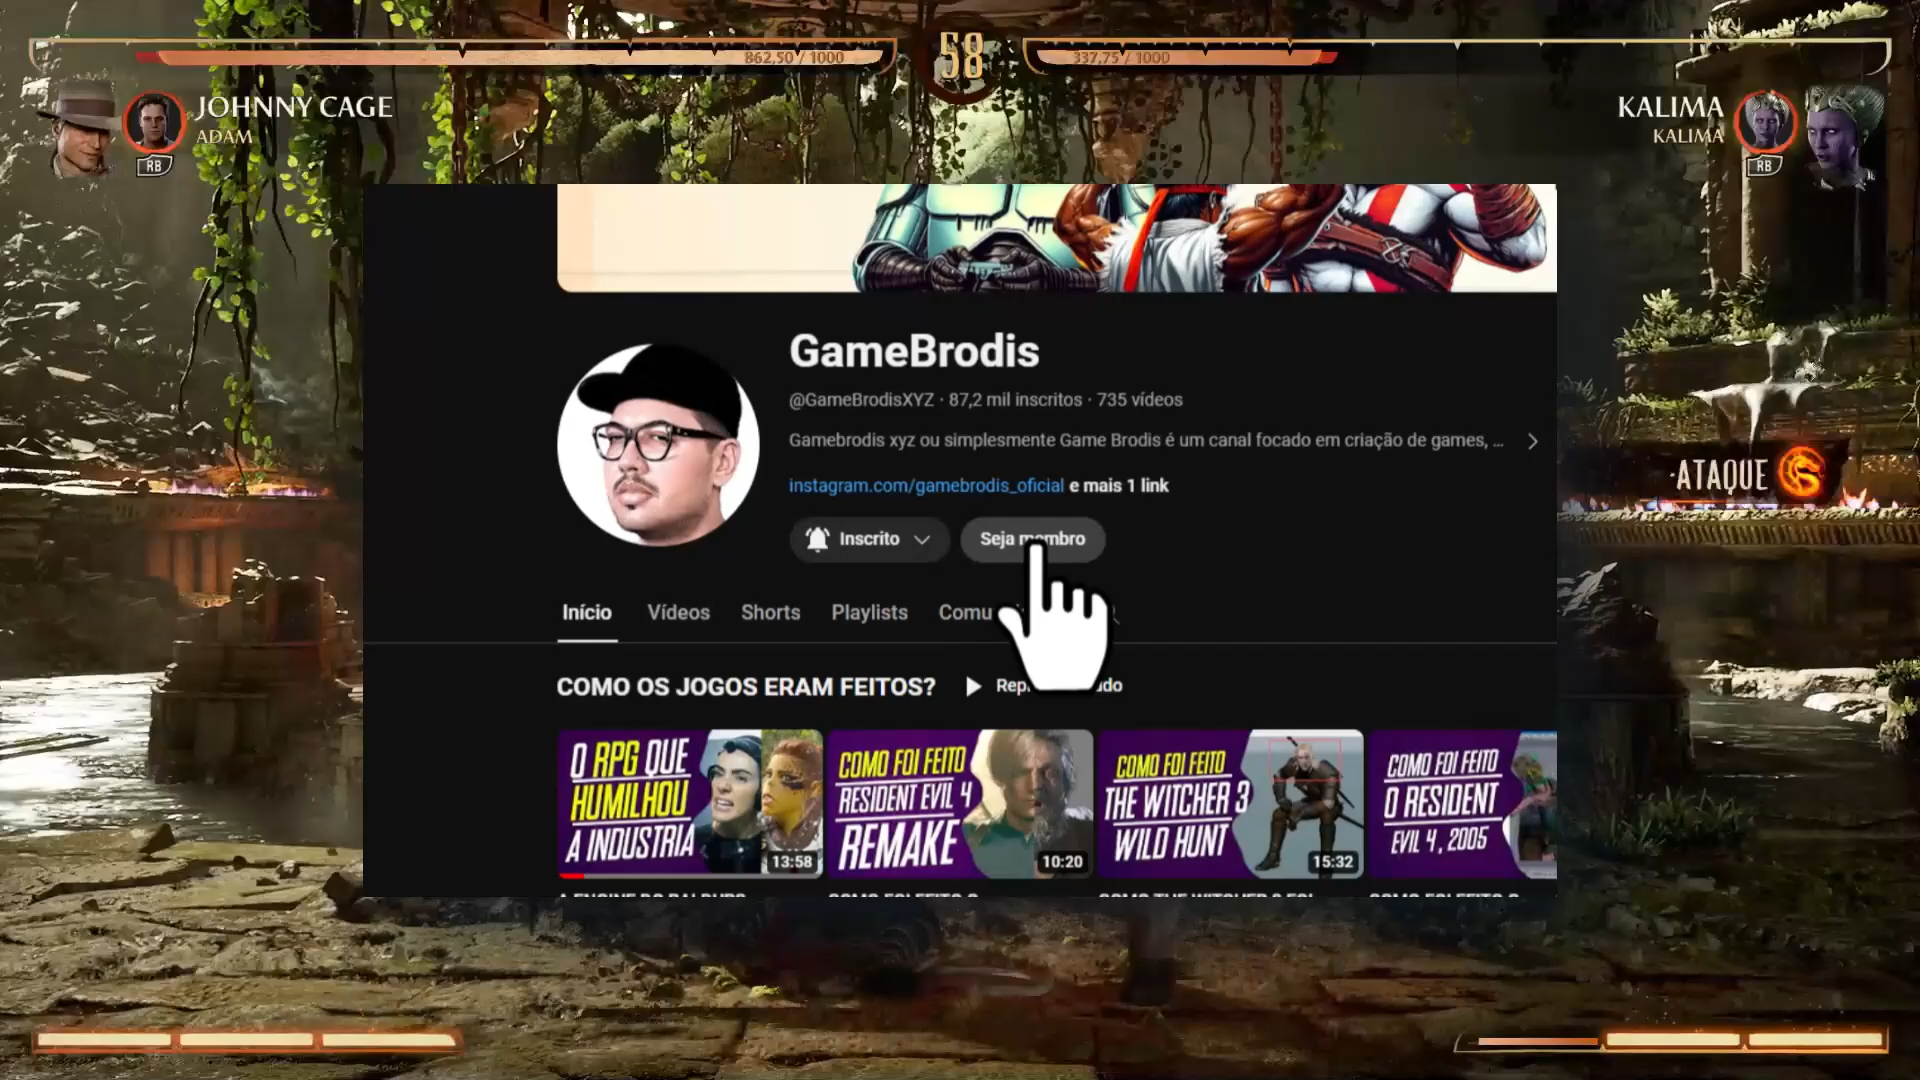 862,50 / 1000
58
337,75 / 1000
JOHNNY CAGE
ADAM
RB
KALIMA
KALIMA
RB
GameBrodis
@GameBrodisXYZ · 87,2 mil inscritos · 735 vídeos
Gamebrodis xyz ou simplesmente Game Brodis é um canal focado em criação de games, ...
instagram.com/gamebrodis_oficial e mais 1 link
Inscrito
Seja membro
·ATAQUE
Início Vídeos Shorts Playlists Comu
COMO OS JOGOS ERAM FEITOS?
O RPG QUE
HUMILHOU
A INDUSTRIA
13:58
COMO FOI FEITO
RESIDENT EVIL 4
REMAKE
10:20
COMO FOI FEITO
THE WITCHER 3
WILD HUNT
15:32
COMO FOI FEITO
O RESIDENT
EVIL 4, 2005